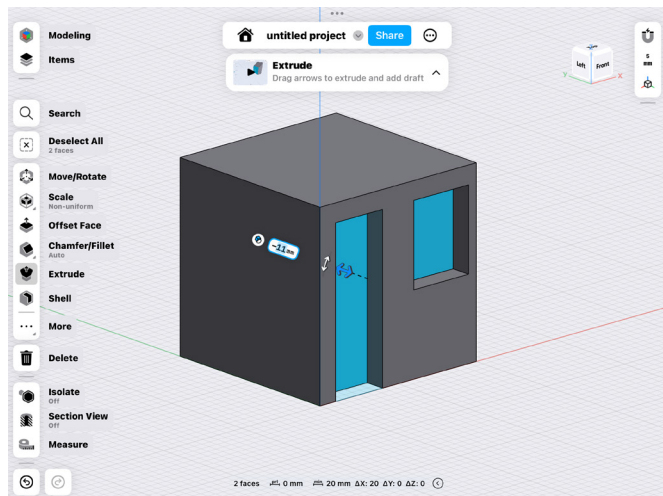 Modeling
Items
untitled project
Share
Extrude
Drag arrows to extrude and add draft
5
mm
Left
Front
Y
X
Search
Deselect All
2 faces
Move/Rotate
Scale
Non-uniform
Offset Face
Chamfer/Fillet
Auto
Extrude
Shell
More
Delete
Isolate
Off
Section View
Off
Measure
-11mm
2 faces 0 mm 20 mm ΔX: 20 ΔY: 0 ΔZ: 0